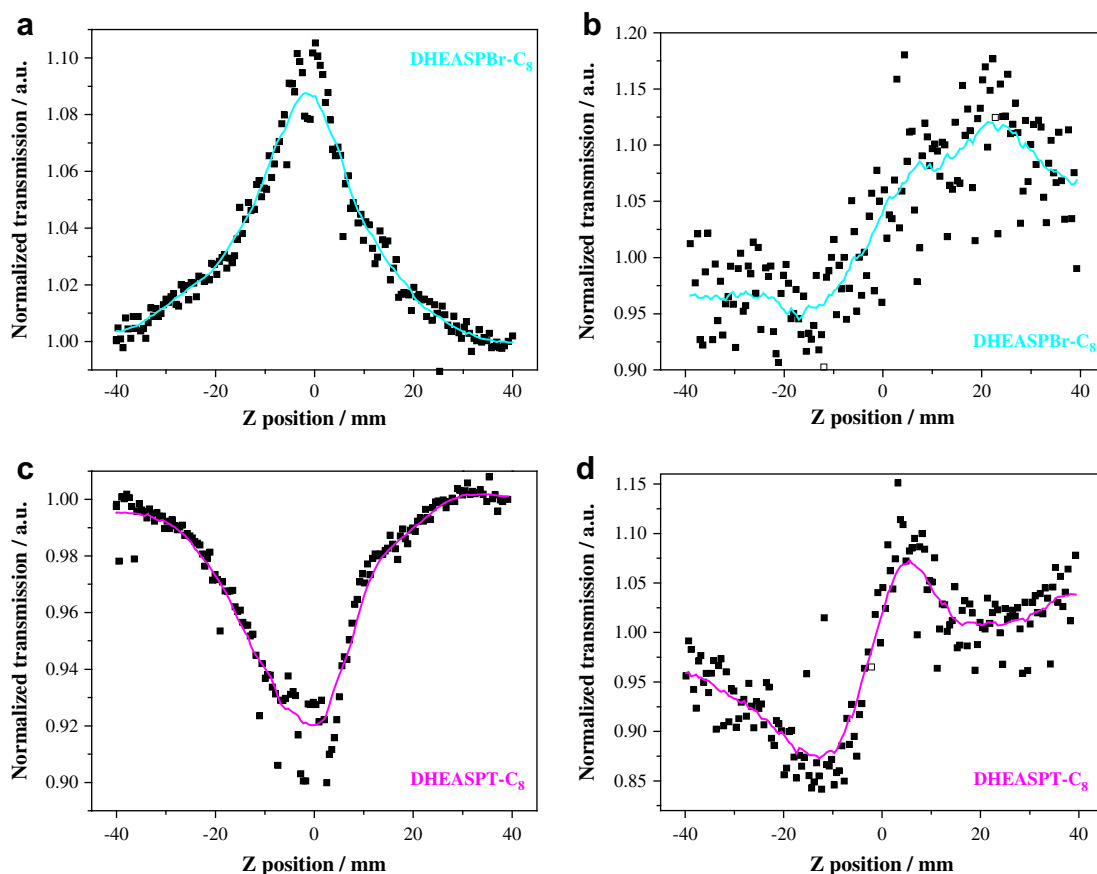 a
Normalized transmission / a.u.
1.10
1.08
1.06
1.04
1.02
1.00
DHEASPBr-C₈
-40 -20 0 20 40
Z position / mm
b
Normalized transmission / a.u.
1.20
1.15
1.10
1.05
1.00
0.95
0.90
DHEASPBr-C₈
-40 -20 0 20 40
Z position / mm
c
Normalized transmission / a.u.
1.00
0.98
0.96
0.94
0.92
0.90
DHEASPT-C₈
-40 -20 0 20 40
Z position / mm
d
Normalized transmission / a.u.
1.15
1.10
1.05
1.00
0.95
0.90
0.85
DHEASPT-C₈
-40 -20 0 20 40
Z position / mm